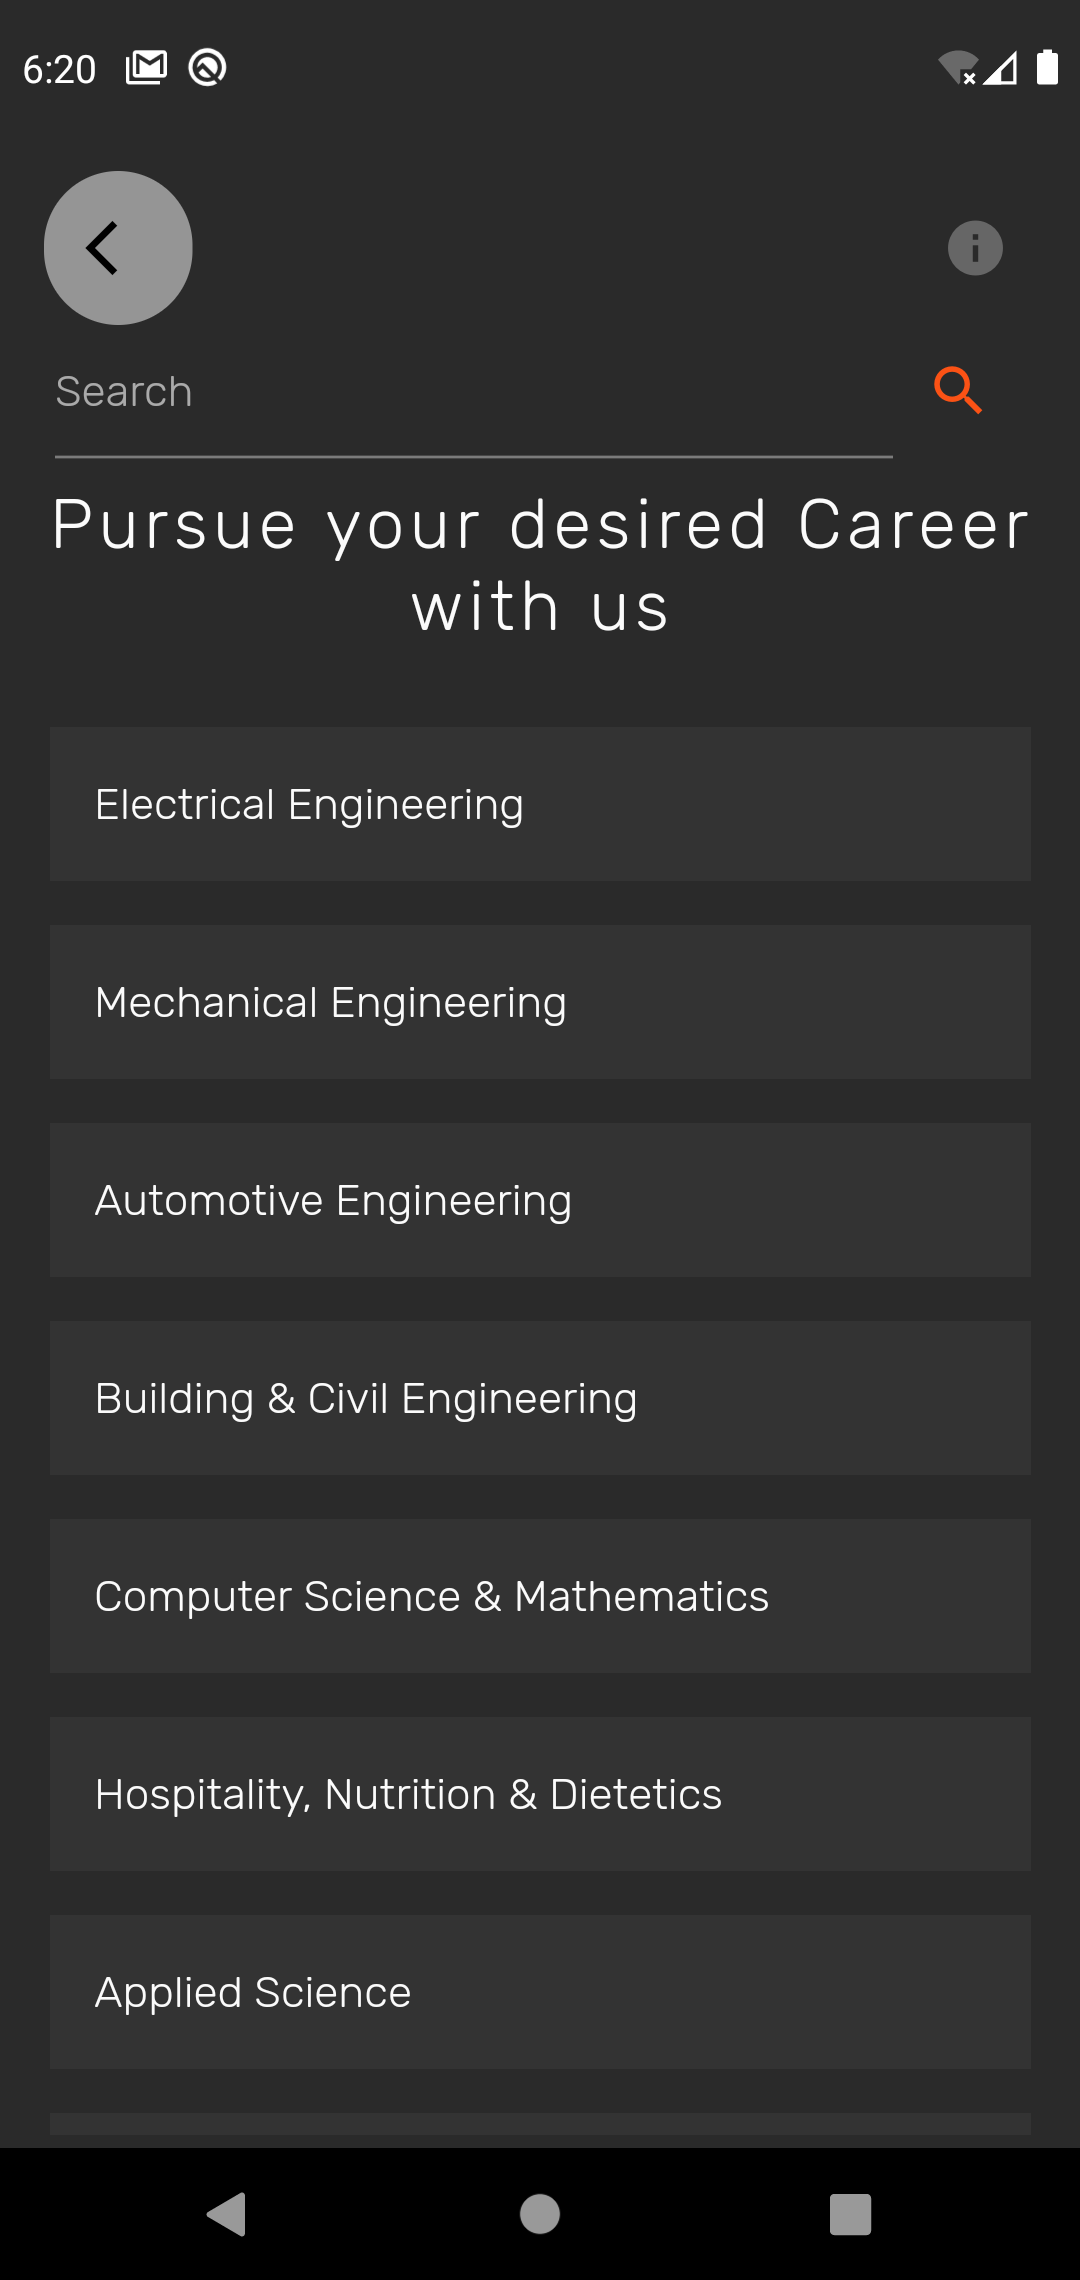 6:20
Search
Pursue your desired Career
with us
Electrical Engineering
Mechanical Engineering
Automotive Engineering
Building & Civil Engineering
Computer Science & Mathematics
Hospitality, Nutrition & Dietetics
Applied Science